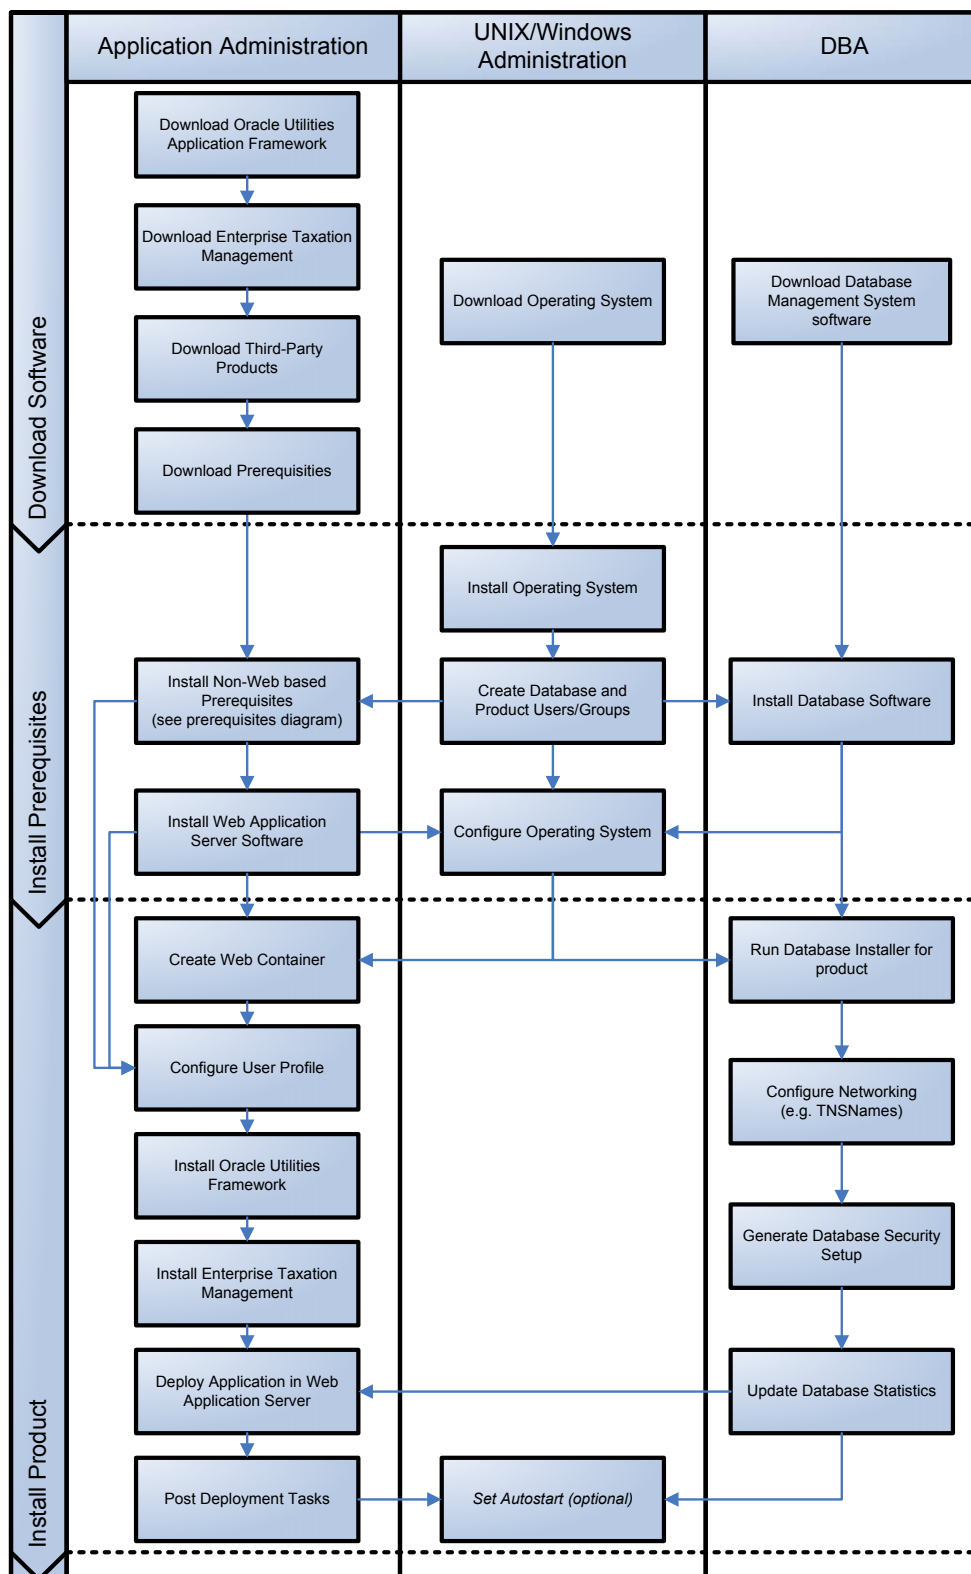 Application Administration
UNIX/Windows
Administration
DBA
Download Software
Download Oracle Utilities
Application Framework
Download Enterprise Taxation
Management
Download Third-Party
Products
Download Prerequisities
Download Operating System
Download Database
Management System
software
Install Prerequisites
Install Operating System
Install Non-Web based
Prerequisites
(see prerequisites diagram)
Create Database and
Product Users/Groups
Install Database Software
Install Web Application
Server Software
Configure Operating System
Install Product
Create Web Container
Run Database Installer for
product
Configure User Profile
Configure Networking
(e.g. TNSNames)
Install Oracle Utilities
Framework
Generate Database Security
Setup
Install Enterprise Taxation
Management
Deploy Application in Web
Application Server
Update Database Statistics
Post Deployment Tasks
Set Autostart (optional)